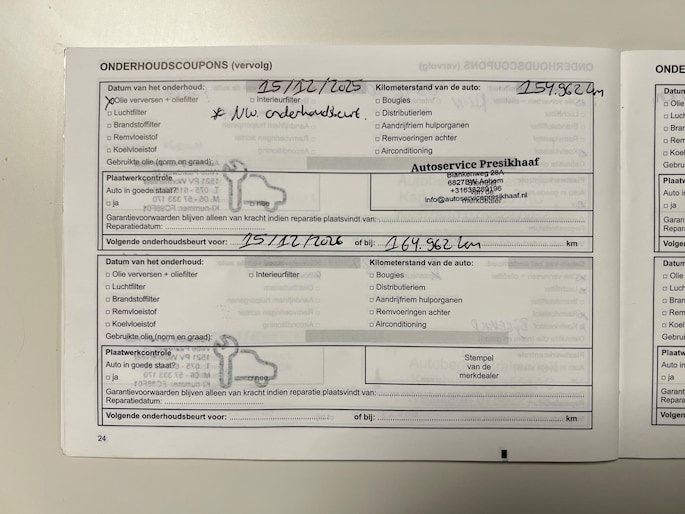 ONDERHOUDSCOUPONS (vervolg)
Datum van het onderhoud: 15/12/2025 Kilometerstand van de auto: 159.962 km
Olie verversen + oliefilter Interieurfilter Bougies
Luchtfilter * NW. onderhoudsbeurt. Distributieriem
Brandstoffilter Aandrijfriem hulporganen
Remvloeistof Remvoeringen achter
Koelvloeistof Airconditioning
Gebruikte olie (norm en graad):
Autoservice Presikhaaf
Plaatwerkcontrole Blankenweg 26A
Auto in goede staat? 6827BW Arnhem
ja nee
merkdealer
info@autoservicepresikhaaf.nl
Garantievoorwaarden blijven alleen van kracht indien reparatie plaatsvindt van:
Reparatiedatum:
Volgende onderhoudsbeurt voor: 15/12/2026 of bij: 164.962 km km
Datum van het onderhoud: Kilometerstand van de auto:
Olie verversen + oliefilter Interieurfilter Bougies
Luchtfilter Distributieriem
Brandstoffilter Aandrijfriem hulporganen
Remvloeistof Remvoeringen achter
Koelvloeistof Airconditioning
Gebruikte olie (norm en graad):
Plaatwerkcontrole Stempel
Auto in goede staat? van de
ja nee merkdealer
Garantievoorwaarden blijven alleen van kracht indien reparatie plaatsvindt van:
Reparatiedatum:
Volgende onderhoudsbeurt voor: of bij: km
24